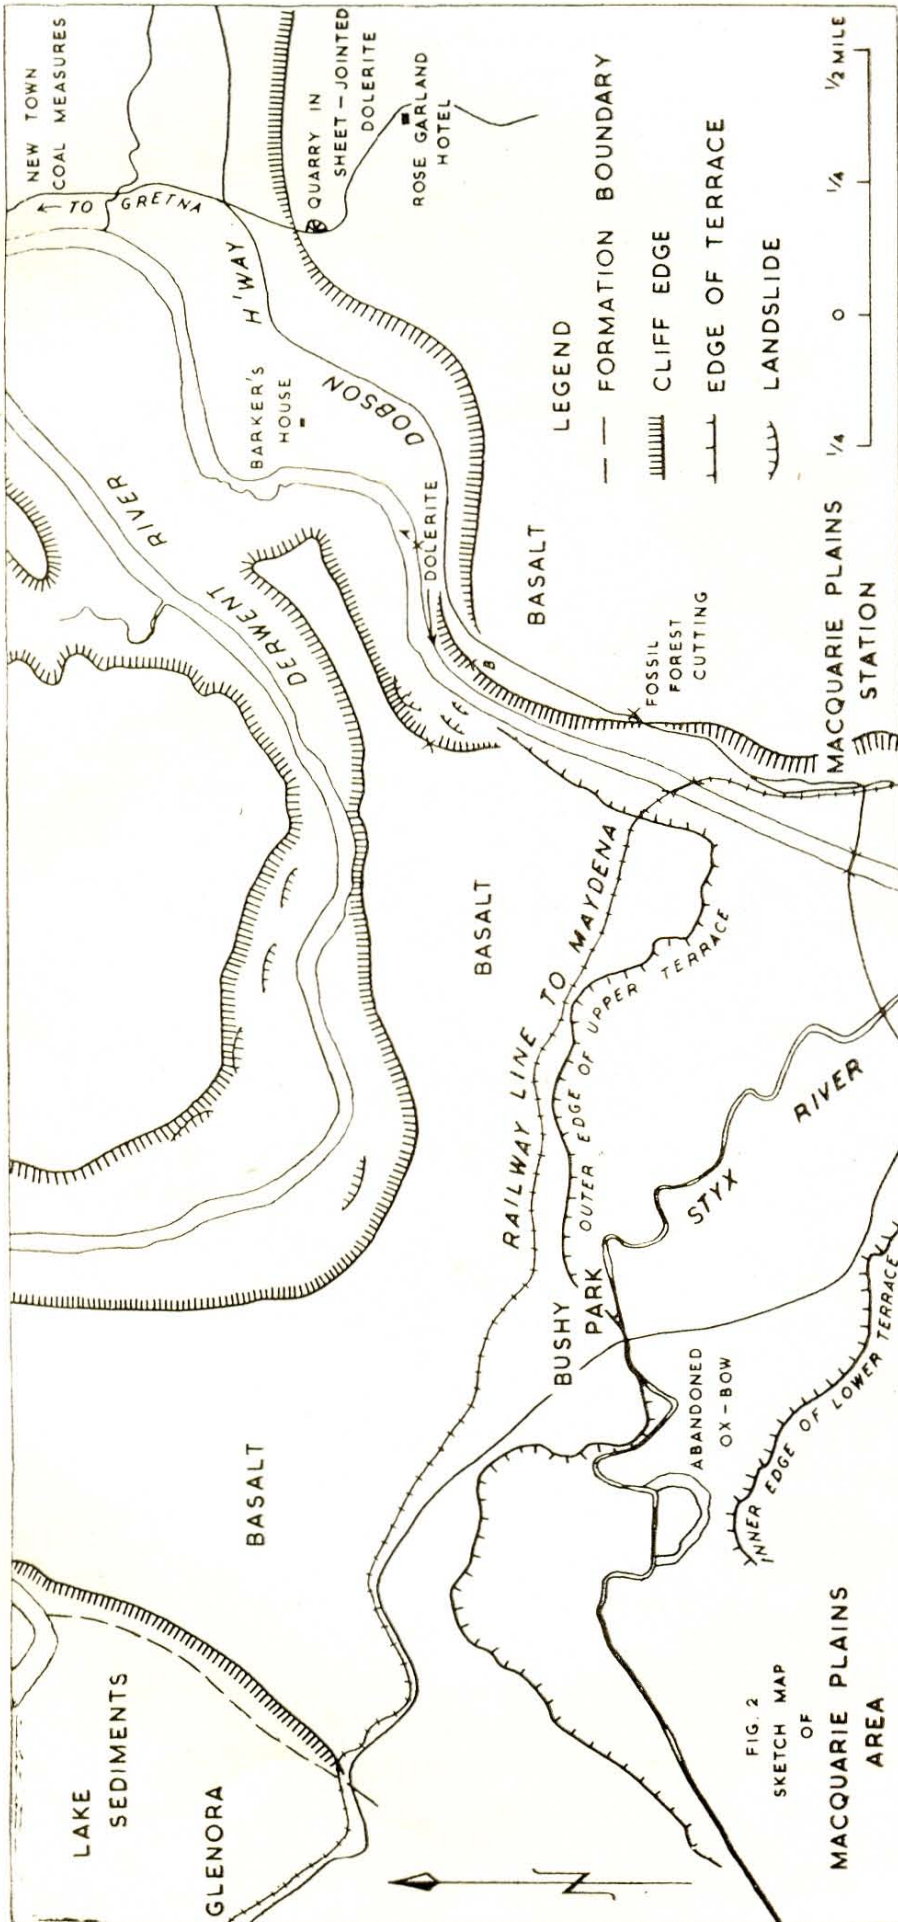 LAKE
SEDIMENTS
GLENORA
BASALT
DERWENT
RIVER
BARKER'S
HOUSE
NEW TOWN
COAL MEASURES
← TO GRETNA
H'WAY
DOBSON
QUARRY IN
SHEET-JOINTED
DOLERITE
ROSE GARLAND
HOTEL
BASALT
A
DOLERITE
B
BASALT
FOSSIL
FOREST
CUTTING
RAILWAY LINE TO MAYDENA
BUSHY
PARK
OUTER EDGE OF UPPER TERRACE
ABANDONED
OX-BOW
STYX
RIVER
INNER EDGE OF LOWER TERRACE
MACQUARIE PLAINS
STATION
N
FIG. 2
SKETCH MAP
OF
MACQUARIE PLAINS
AREA
LEGEND
FORMATION BOUNDARY
CLIFF EDGE
EDGE OF TERRACE
LANDSLIDE
1/4 0 1/4 1/2 MILE